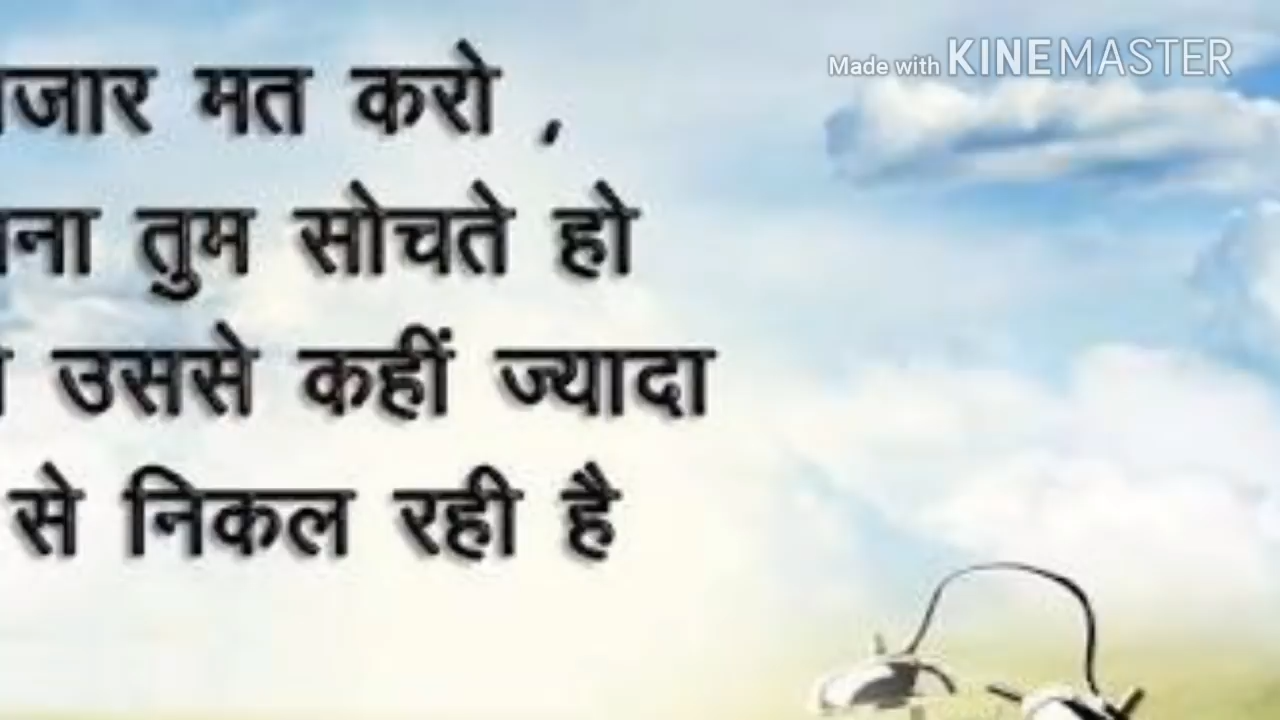 Made with KINEMASTER
मत करो ,
तुम सोचते हो
उससे कहीं ज्यादा
से निकल रही है